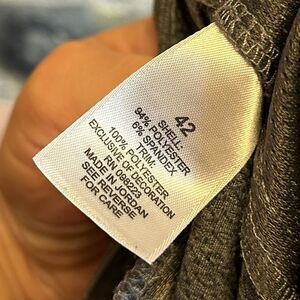 42
SHELL:
94% POLYESTER
6% SPANDEX
TRIM:
100% POLYESTER
EXCLUSIVE OF DECORATION
RN 098223
MADE IN JORDAN
SEE REVERSE
FOR CARE